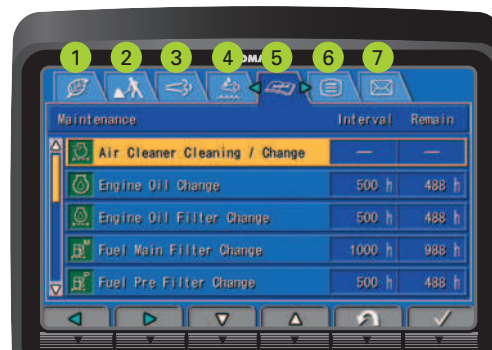 1 2 3 4 5 6 7
Maintenance Interval Remain
Air Cleaner Cleaning / Change — —
Engine Oil Change 500 h 488 h
Engine Oil Filter Change 500 h 488 h
Fuel Main Filter Change 1000 h 988 h
Fuel Pre Filter Change 500 h 488 h